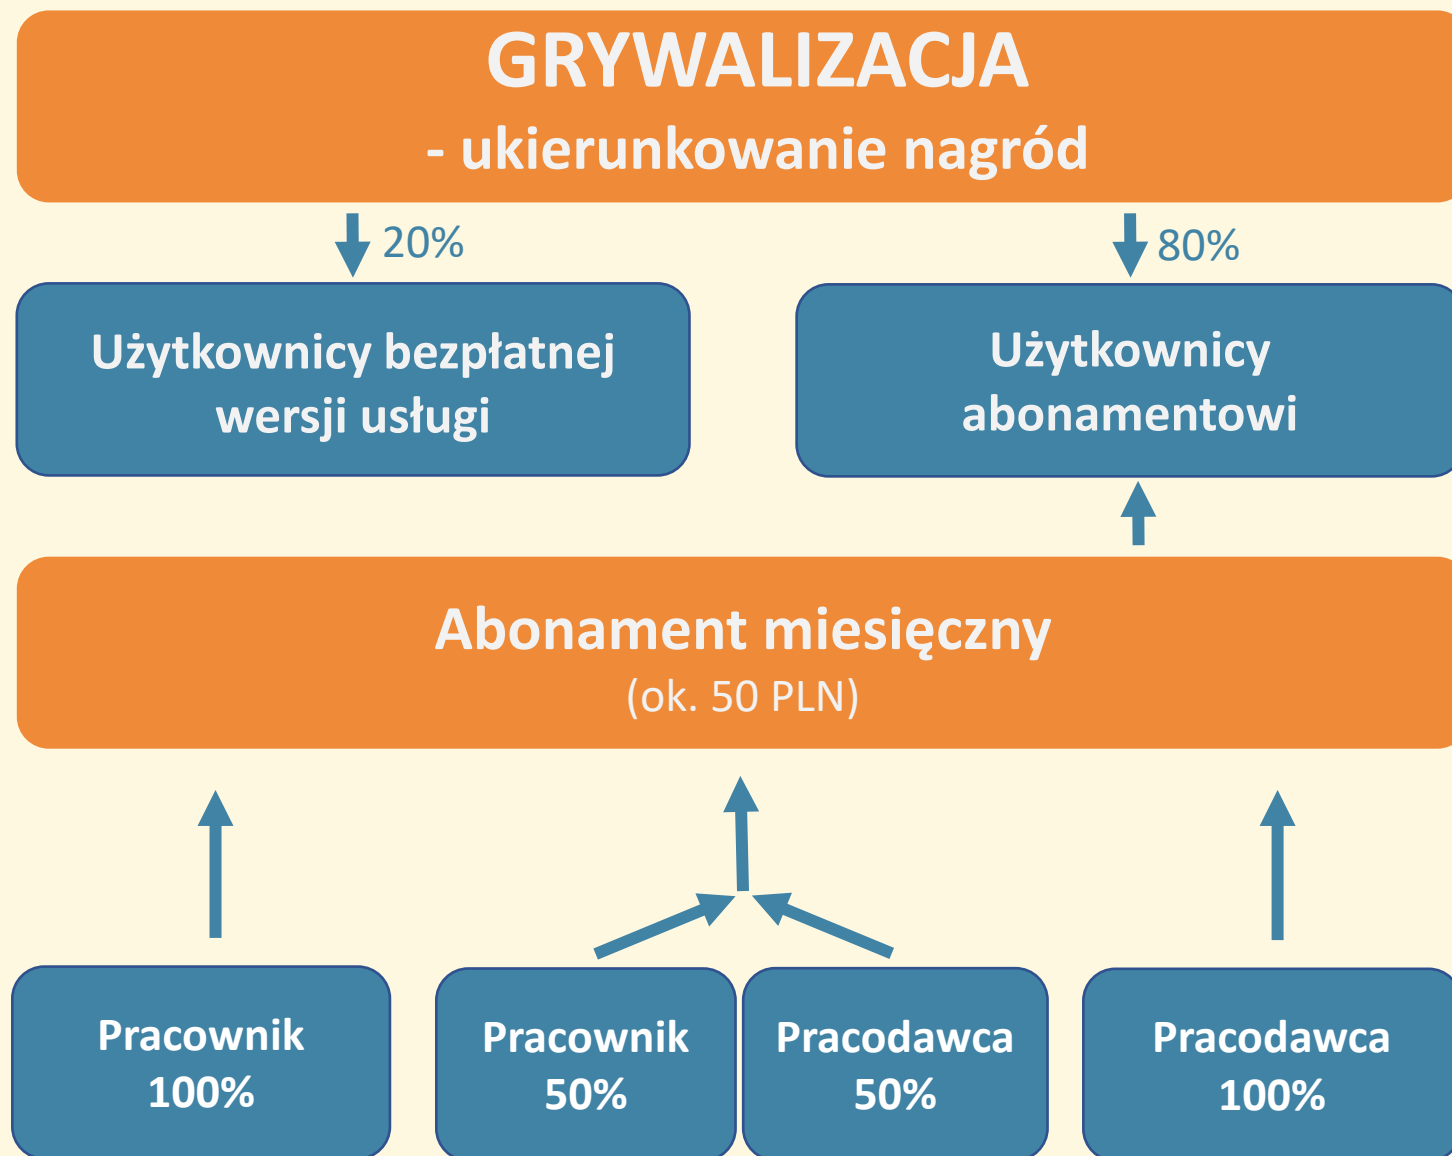 GRYWALIZACJA
- ukierunkowanie nagród
20%
80%
Użytkownicy bezpłatnej
wersji usługi
Użytkownicy
abonamentowi
Abonament miesięczny
(ok. 50 PLN)
Pracownik
100%
Pracownik
50%
Pracodawca
50%
Pracodawca
100%